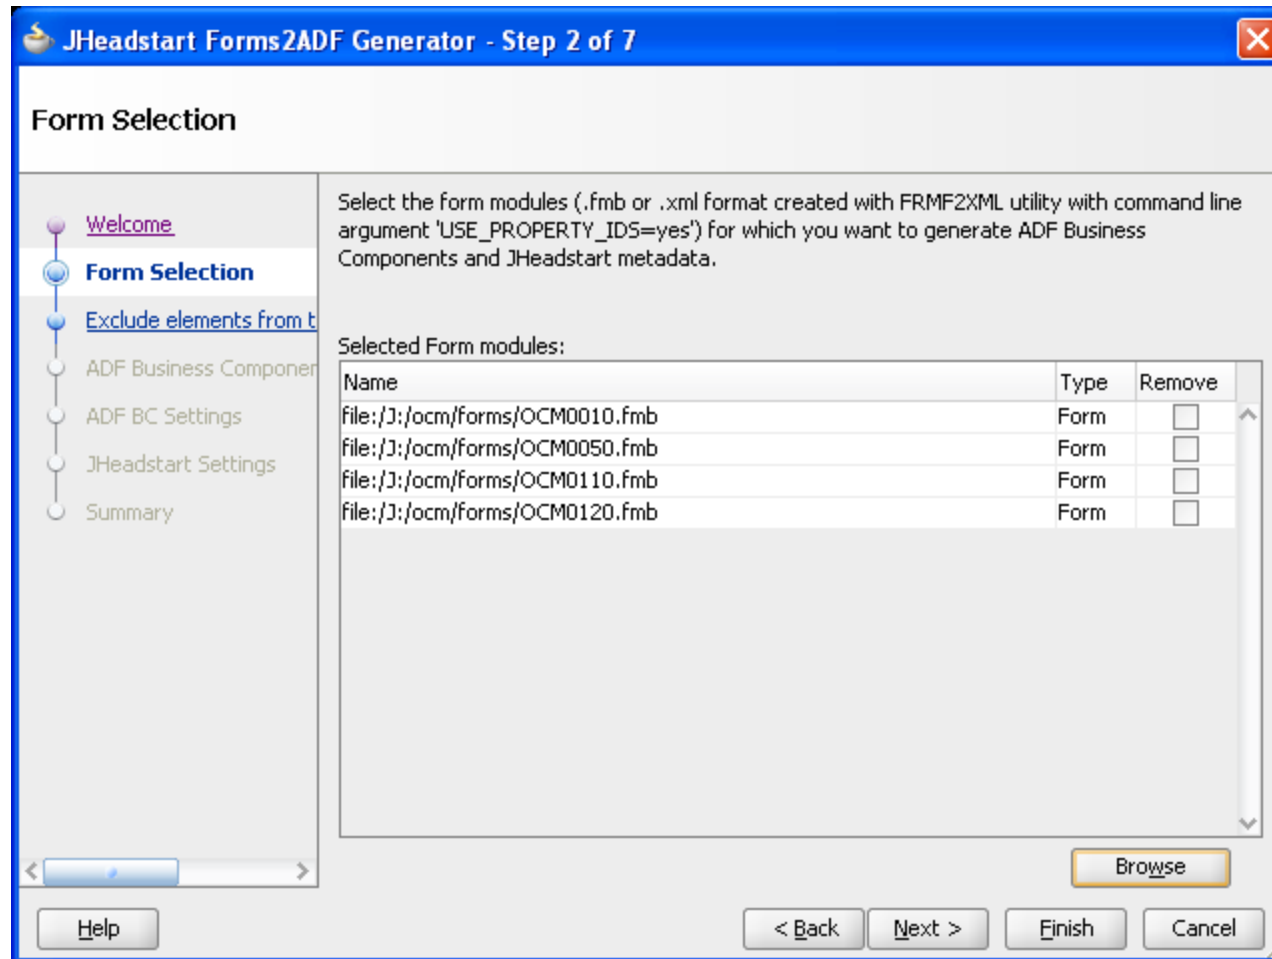 JHeadstart Forms2ADF Generator - Step 2 of 7
Form Selection
Welcome
Form Selection
Exclude elements from t
ADF Business Componen
ADF BC Settings
JHeadstart Settings
Summary
Select the form modules (.fmb or .xml format created with FRMF2XML utility with command line
argument 'USE_PROPERTY_IDS=yes') for which you want to generate ADF Business
Components and JHeadstart metadata.
Selected Form modules:
Name Type Remove
file:/J:/ocm/forms/OCM0010.fmb Form
file:/J:/ocm/forms/OCM0050.fmb Form
file:/J:/ocm/forms/OCM0110.fmb Form
file:/J:/ocm/forms/OCM0120.fmb Form
Browse
Help < Back Next > Finish Cancel